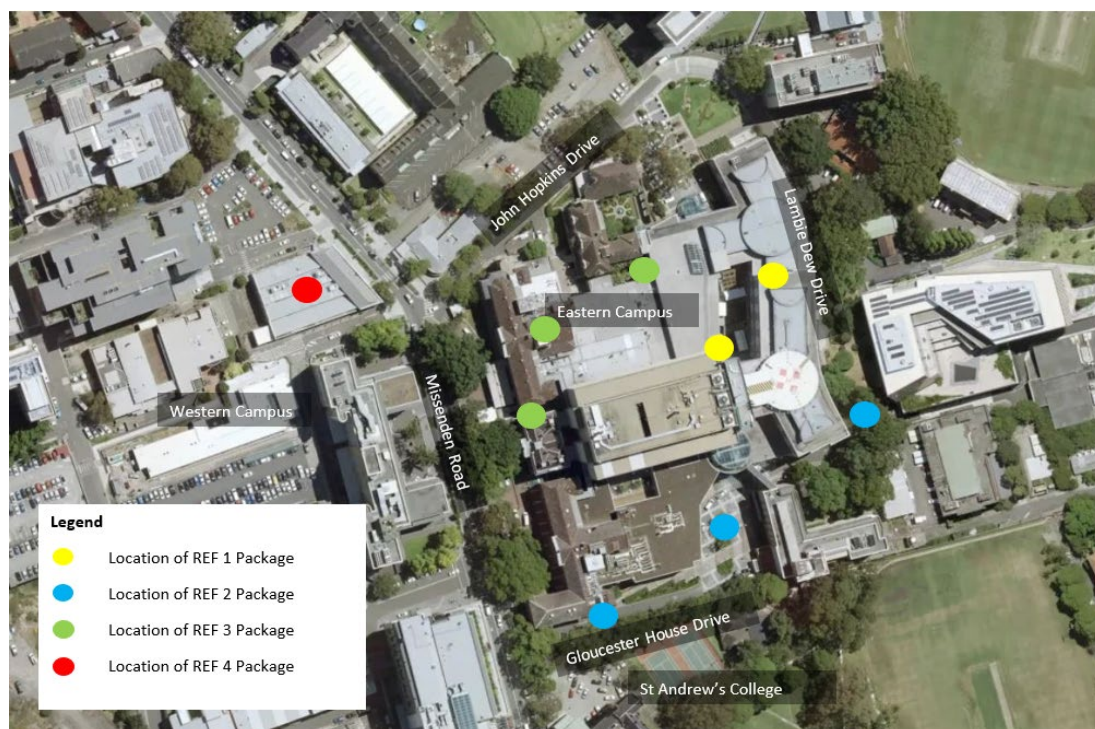 John Hopkins Drive
Lambie Dew Drive
Eastern Campus
Missenden Road
Western Campus
Gloucester House Drive
St Andrew's College
Legend
Location of REF 1 Package
Location of REF 2 Package
Location of REF 3 Package
Location of REF 4 Package